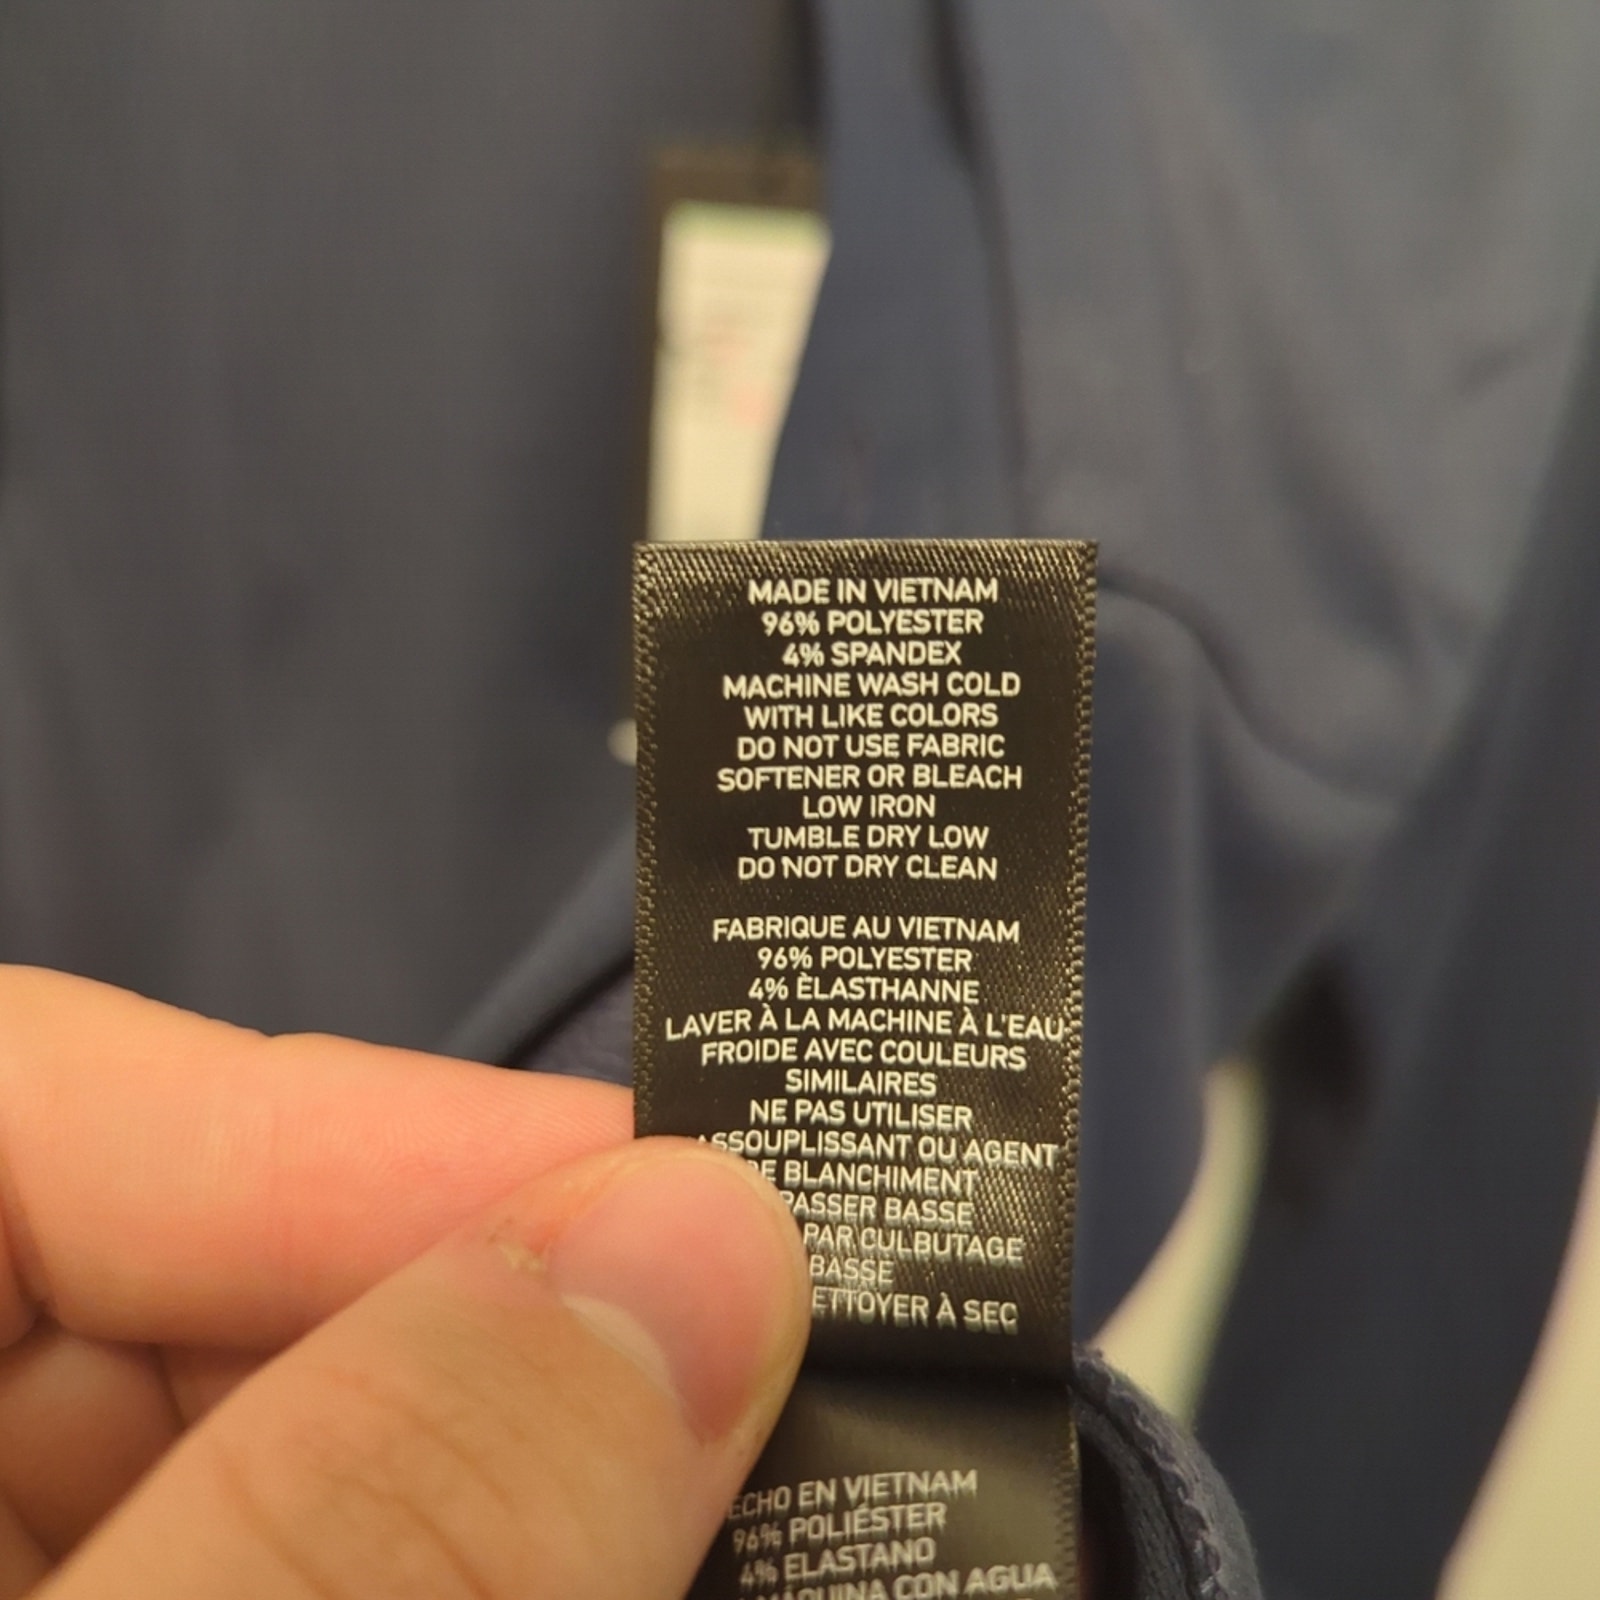 MADE IN VIETNAM
96% POLYESTER
4% SPANDEX
MACHINE WASH COLD
WITH LIKE COLORS
DO NOT USE FABRIC
SOFTENER OR BLEACH
LOW IRON
TUMBLE DRY LOW
DO NOT DRY CLEAN
FABRIQUE AU VIETNAM
96% POLYESTER
4% ÈLASTHANNE
LAVER À LA MACHINE À L'EAU
FROIDE AVEC COULEURS
SIMILAIRES
NE PAS UTILISER
ASSOUPLISSANT OU AGENT
BLANCHIMENT
BASSE
PAR CULBUTAGE
BASSE
À SEC
EN VIETNAM
96% POLIÉSTER
4% ELASTANO
MÁQUINA CON AGUA